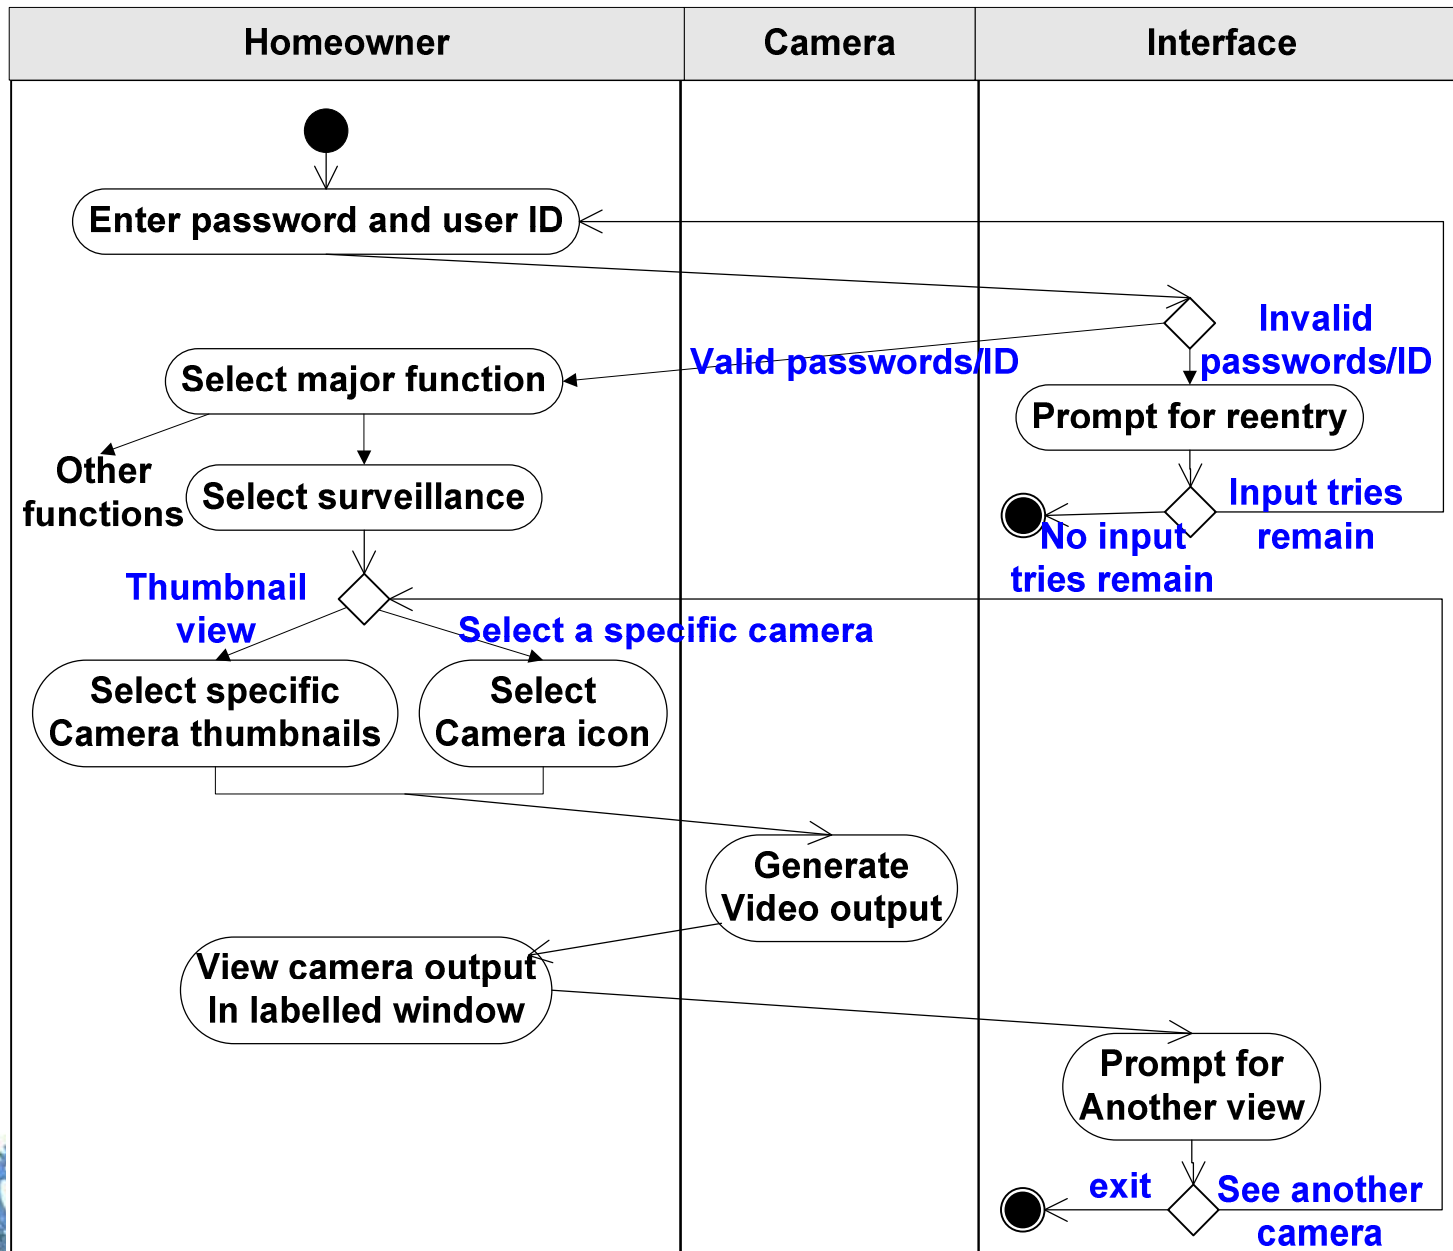 Homeowner
Camera
Interface
Enter password and user ID
Invalid
passwords/ID
Valid passwords/ID
Select major function
Prompt for reentry
Other
functions
Select surveillance
Input tries
remain
No input
tries remain
Thumbnail
view
Select a specific camera
Select specific
Camera thumbnails
Select
Camera icon
Generate
Video output
View camera output
In labelled window
Prompt for
Another view
exit
See another
camera